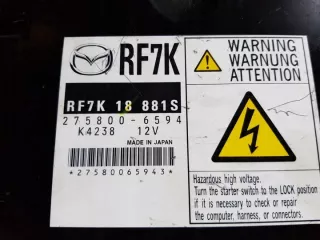 RF7K
RF7K 18 881S
275800-6594
K4238 12V
MADE IN JAPAN
*27580065943*
WARNING
WARNUNG
ATTENTION
Hazardous high voltage.
Turn the starter switch to the LOCK position
if it is necessary to check or repair
the computer, harness, or connectors.